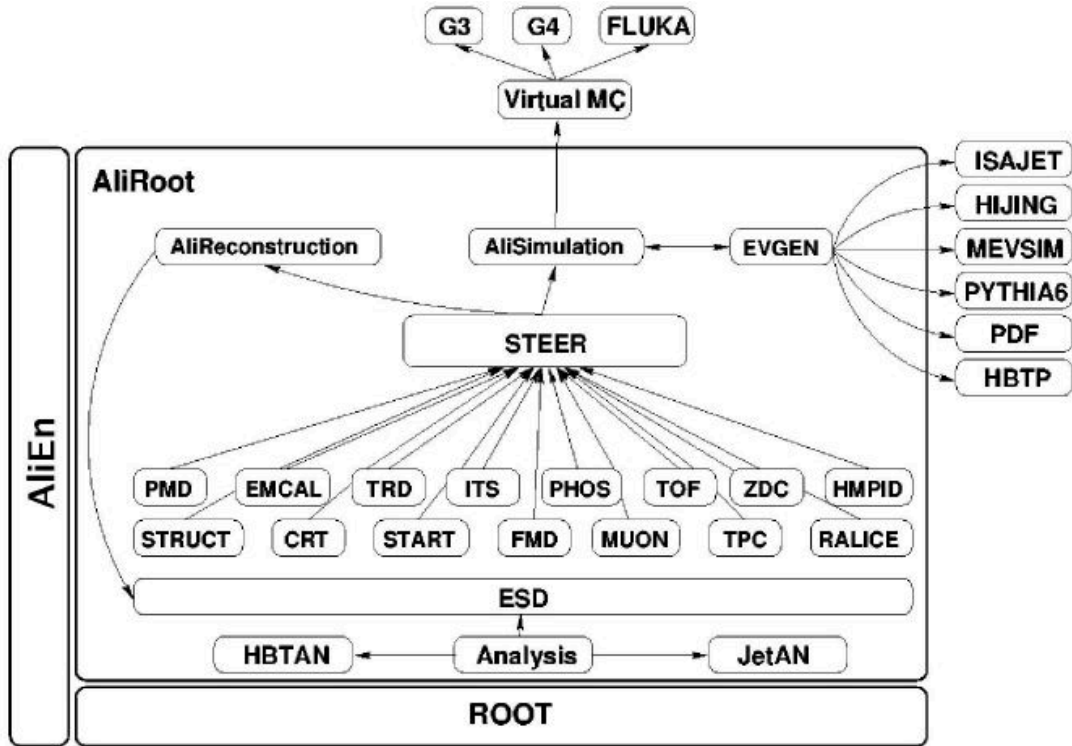 G3 G4 FLUKA
Virtual MC
AliEn
AliRoot
ISAJET
HIJING
AliReconstruction AliSimulation EVGEN MEVSIM
PYTHIA6
STEER PDF
HBTP
PMD EMCAL TRD ITS PHOS TOF ZDC HMPID
STRUCT CRT START FMD MUON TPC RALICE
ESD
HBTAN Analysis JetAN
ROOT